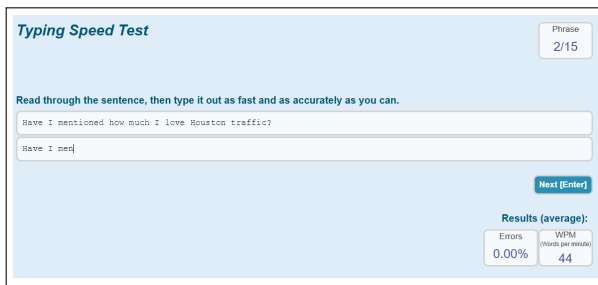 Typing Speed Test
Phrase
2/15
Read through the sentence, then type it out as fast and as accurately as you can.
Have I mentioned how much I love Houston traffic?
Have I men
Next [Enter]
Results (average):
Errors
0.00%
WPM
(Words per minute)
44